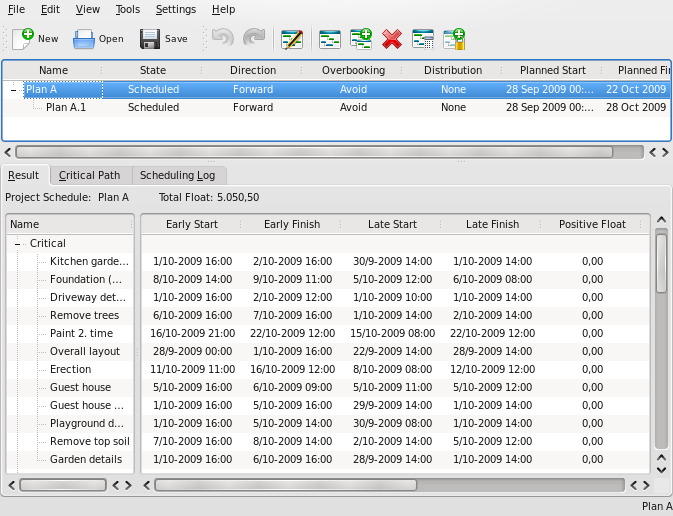 File Edit View Tools Settings Help
New Open Save
Name State Direction Overbooking Distribution Planned Start Planned Fi
Plan A Scheduled Forward Avoid None 28 Sep 2009 00:... 22 Oct 2009
Plan A.1 Scheduled Forward Avoid None 28 Sep 2009 00:... 28 Oct 2009
Result Critical Path Scheduling Log
Project Schedule: Plan A Total Float: 5.050,50
Name Early Start Early Finish Late Start Late Finish Positive Float
Critical
Kitchen garde... 1/10-2009 16:00 2/10-2009 16:00 30/9-2009 14:00 1/10-2009 14:00 0,00
Foundation (... 8/10-2009 14:00 9/10-2009 11:00 5/10-2009 12:00 6/10-2009 08:00 0,00
Driveway det... 1/10-2009 16:00 2/10-2009 12:00 1/10-2009 10:00 1/10-2009 14:00 0,00
Remove trees 6/10-2009 16:00 7/10-2009 16:00 1/10-2009 14:00 2/10-2009 14:00 0,00
Paint 2. time 16/10-2009 21:00 22/10-2009 12:00 15/10-2009 08:00 22/10-2009 12:00 0,00
Overall layout 28/9-2009 00:00 1/10-2009 16:00 22/9-2009 14:00 28/9-2009 14:00 0,00
Erection 11/10-2009 11:00 16/10-2009 12:00 8/10-2009 08:00 12/10-2009 12:00 0,00
Guest house 5/10-2009 16:00 6/10-2009 09:00 5/10-2009 11:00 5/10-2009 12:00 0,00
Guest house ... 1/10-2009 16:00 5/10-2009 16:00 29/9-2009 14:00 1/10-2009 14:00 0,00
Playground d... 1/10-2009 16:00 5/10-2009 14:00 30/9-2009 08:00 1/10-2009 14:00 0,00
Remove top soil 7/10-2009 16:00 8/10-2009 14:00 2/10-2009 14:00 5/10-2009 12:00 0,00
Garden details 1/10-2009 16:00 6/10-2009 16:00 28/9-2009 14:00 1/10-2009 14:00 0,00
Plan A